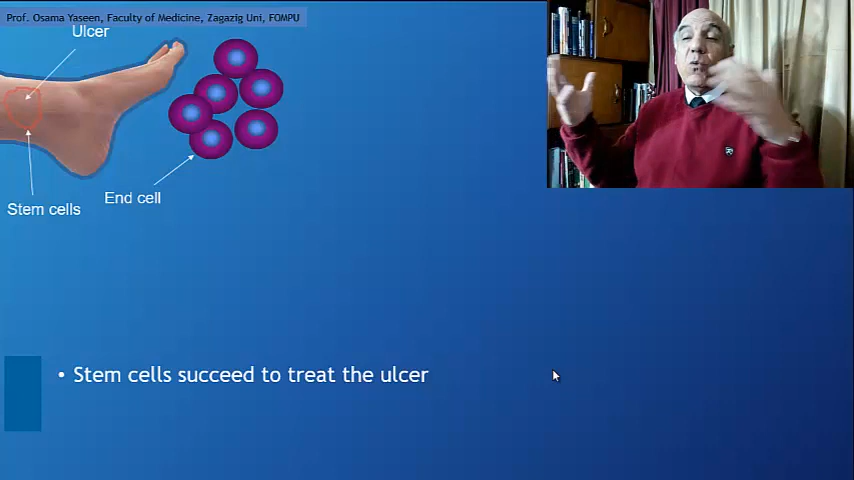 Prof. Osama Yaseen, Faculty of Medicine, Zagazig Uni, FOMPU
Ulcer
End cell
Stem cells
• Stem cells succeed to treat the ulcer